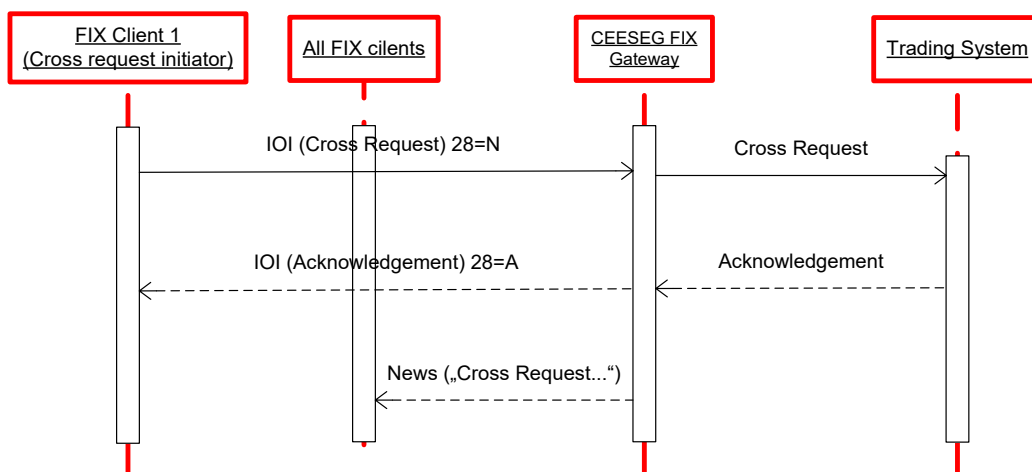 FIX Client 1
(Cross request initiator)
All FIX cilents
CEESEG FIX
Gateway
Trading System
IOI (Cross Request) 28=N
Cross Request
IOI (Acknowledgement) 28=A
Acknowledgement
News („Cross Request...“)